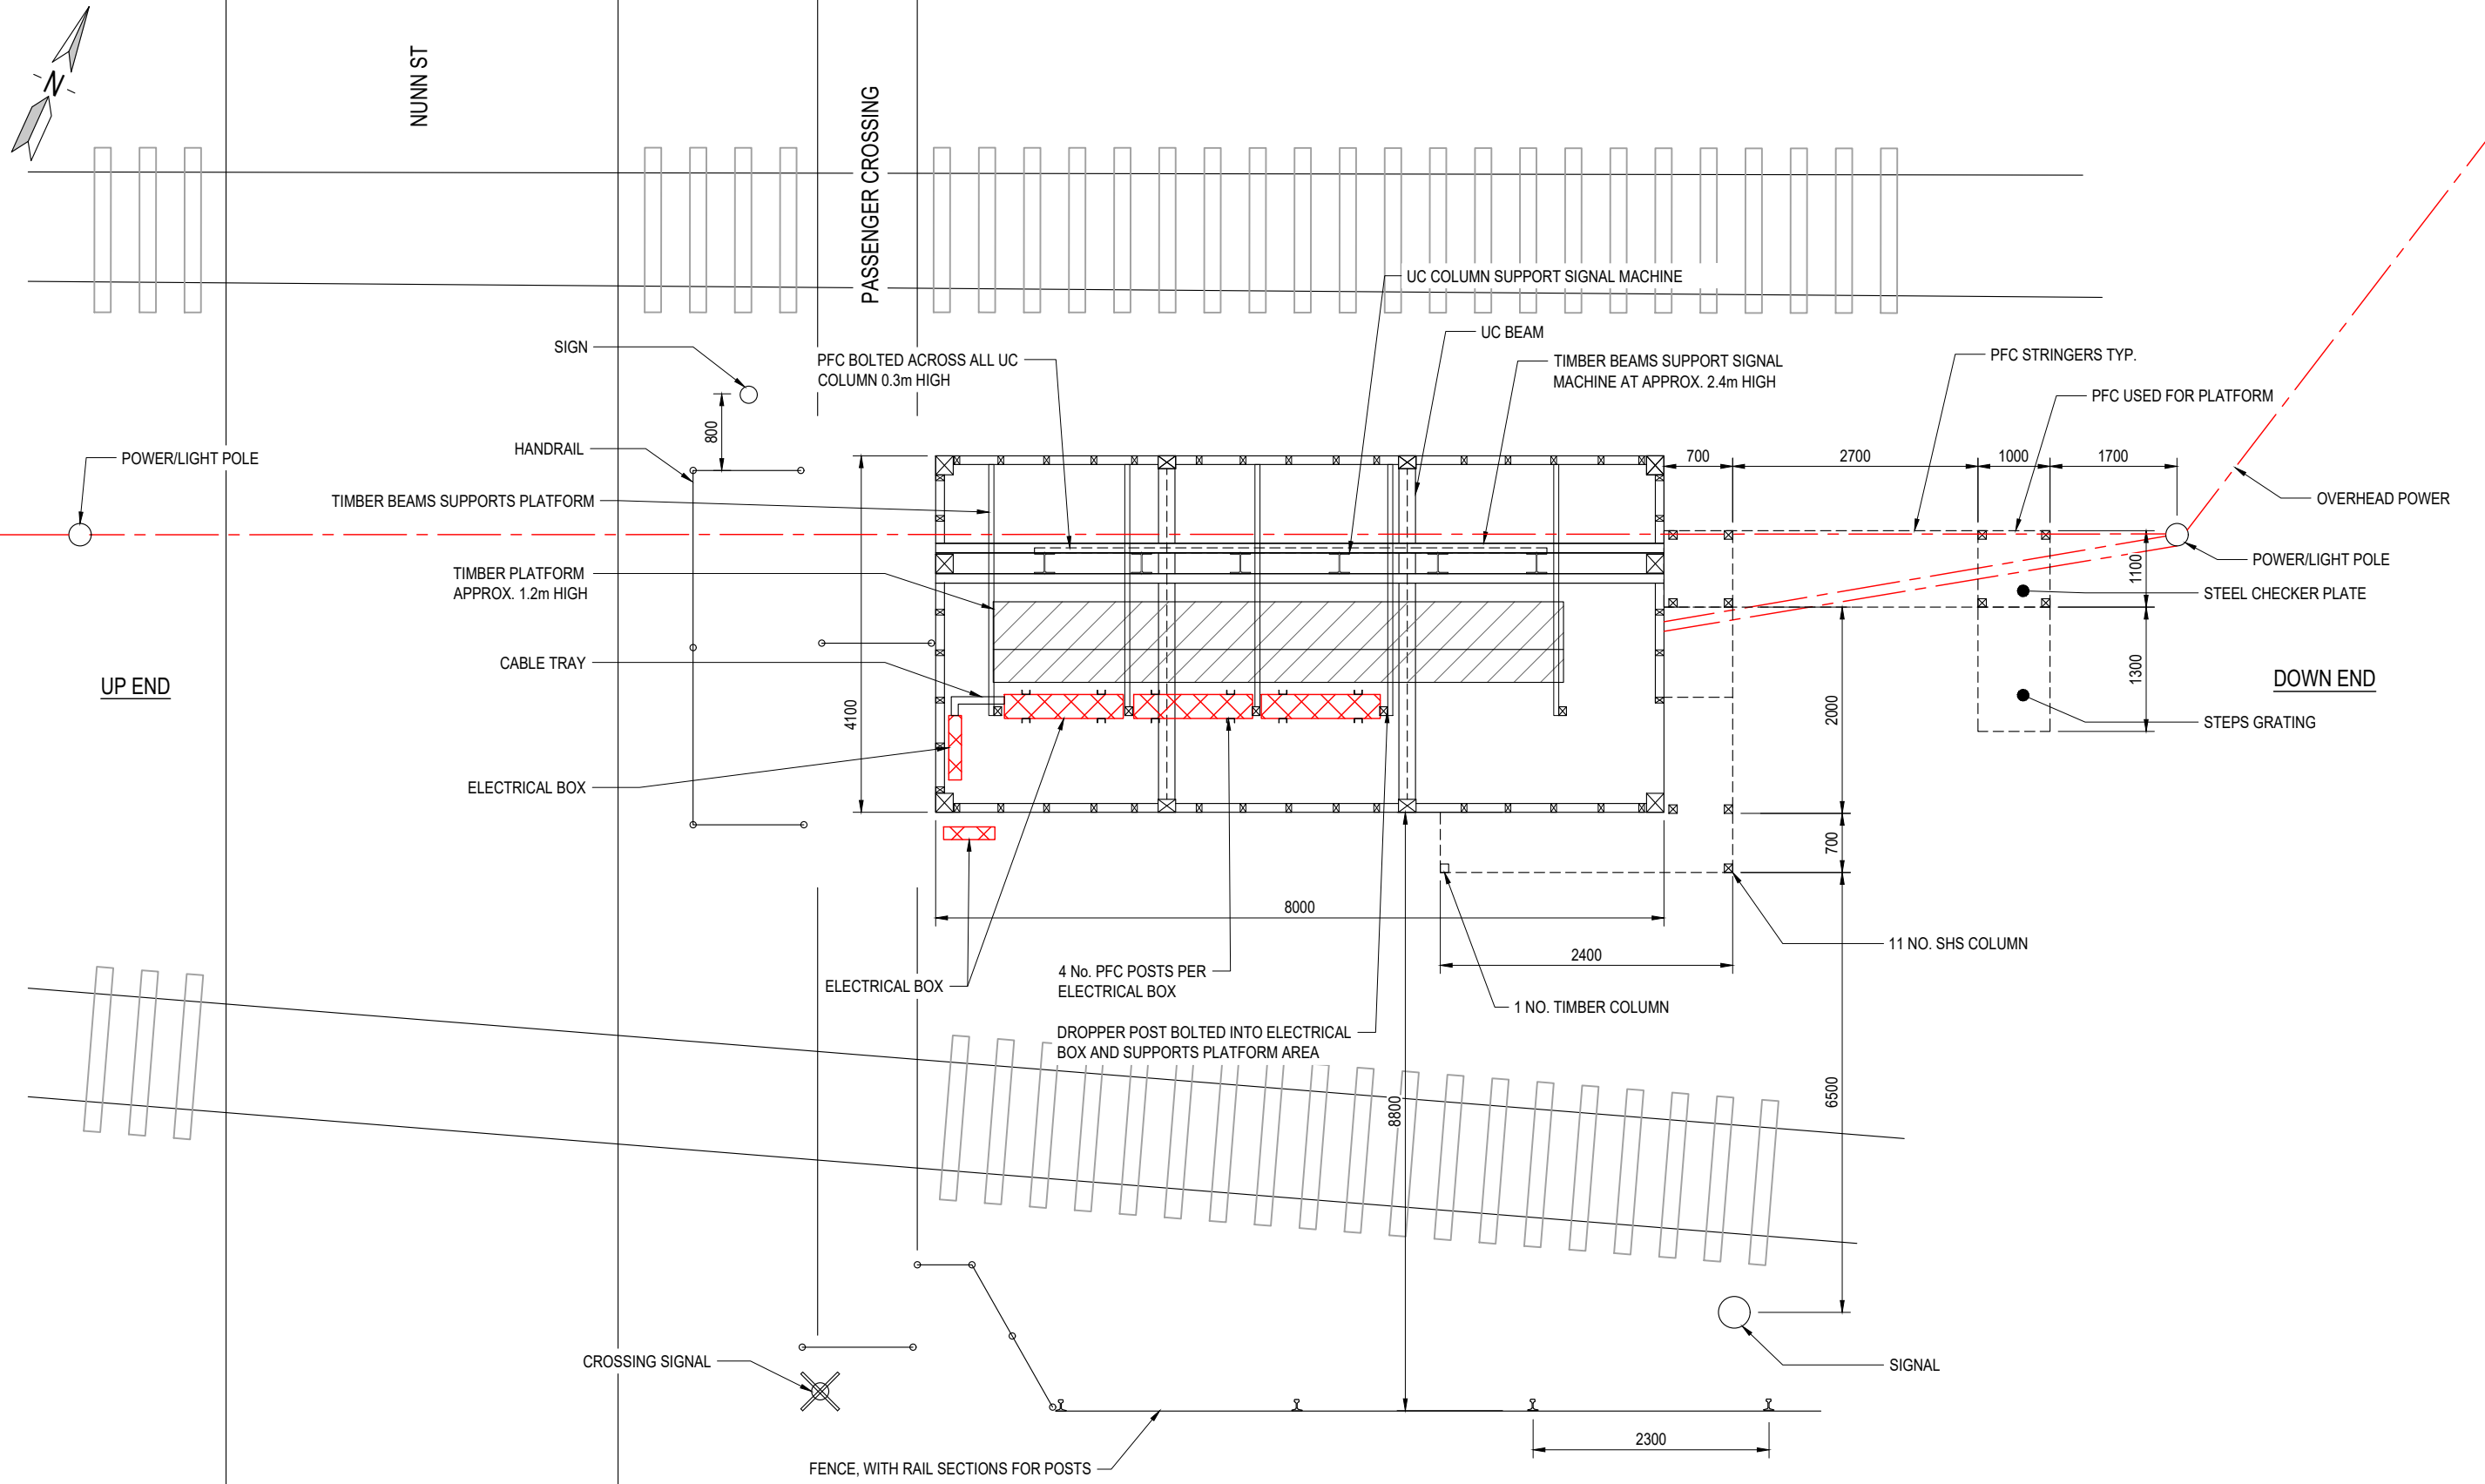 N
NUNN ST
PASSENGER CROSSING
UC COLUMN SUPPORT SIGNAL MACHINE
UC BEAM
SIGN
PFC BOLTED ACROSS ALL UC
COLUMN 0.3m HIGH
TIMBER BEAMS SUPPORT SIGNAL
MACHINE AT APPROX. 2.4m HIGH
PFC STRINGERS TYP.
PFC USED FOR PLATFORM
800
HANDRAIL
POWER/LIGHT POLE
700
2700
1000
1700
TIMBER BEAMS SUPPORTS PLATFORM
OVERHEAD POWER
POWER/LIGHT POLE
TIMBER PLATFORM
APPROX. 1.2m HIGH
1100
STEEL CHECKER PLATE
CABLE TRAY
UP END
4100
1300
DOWN END
2000
STEPS GRATING
ELECTRICAL BOX
700
8000
11 NO. SHS COLUMN
2400
ELECTRICAL BOX
4 No. PFC POSTS PER
ELECTRICAL BOX
1 NO. TIMBER COLUMN
DROPPER POST BOLTED INTO ELECTRICAL
BOX AND SUPPORTS PLATFORM AREA
8800
6500
CROSSING SIGNAL
SIGNAL
2300
FENCE, WITH RAIL SECTIONS FOR POSTS